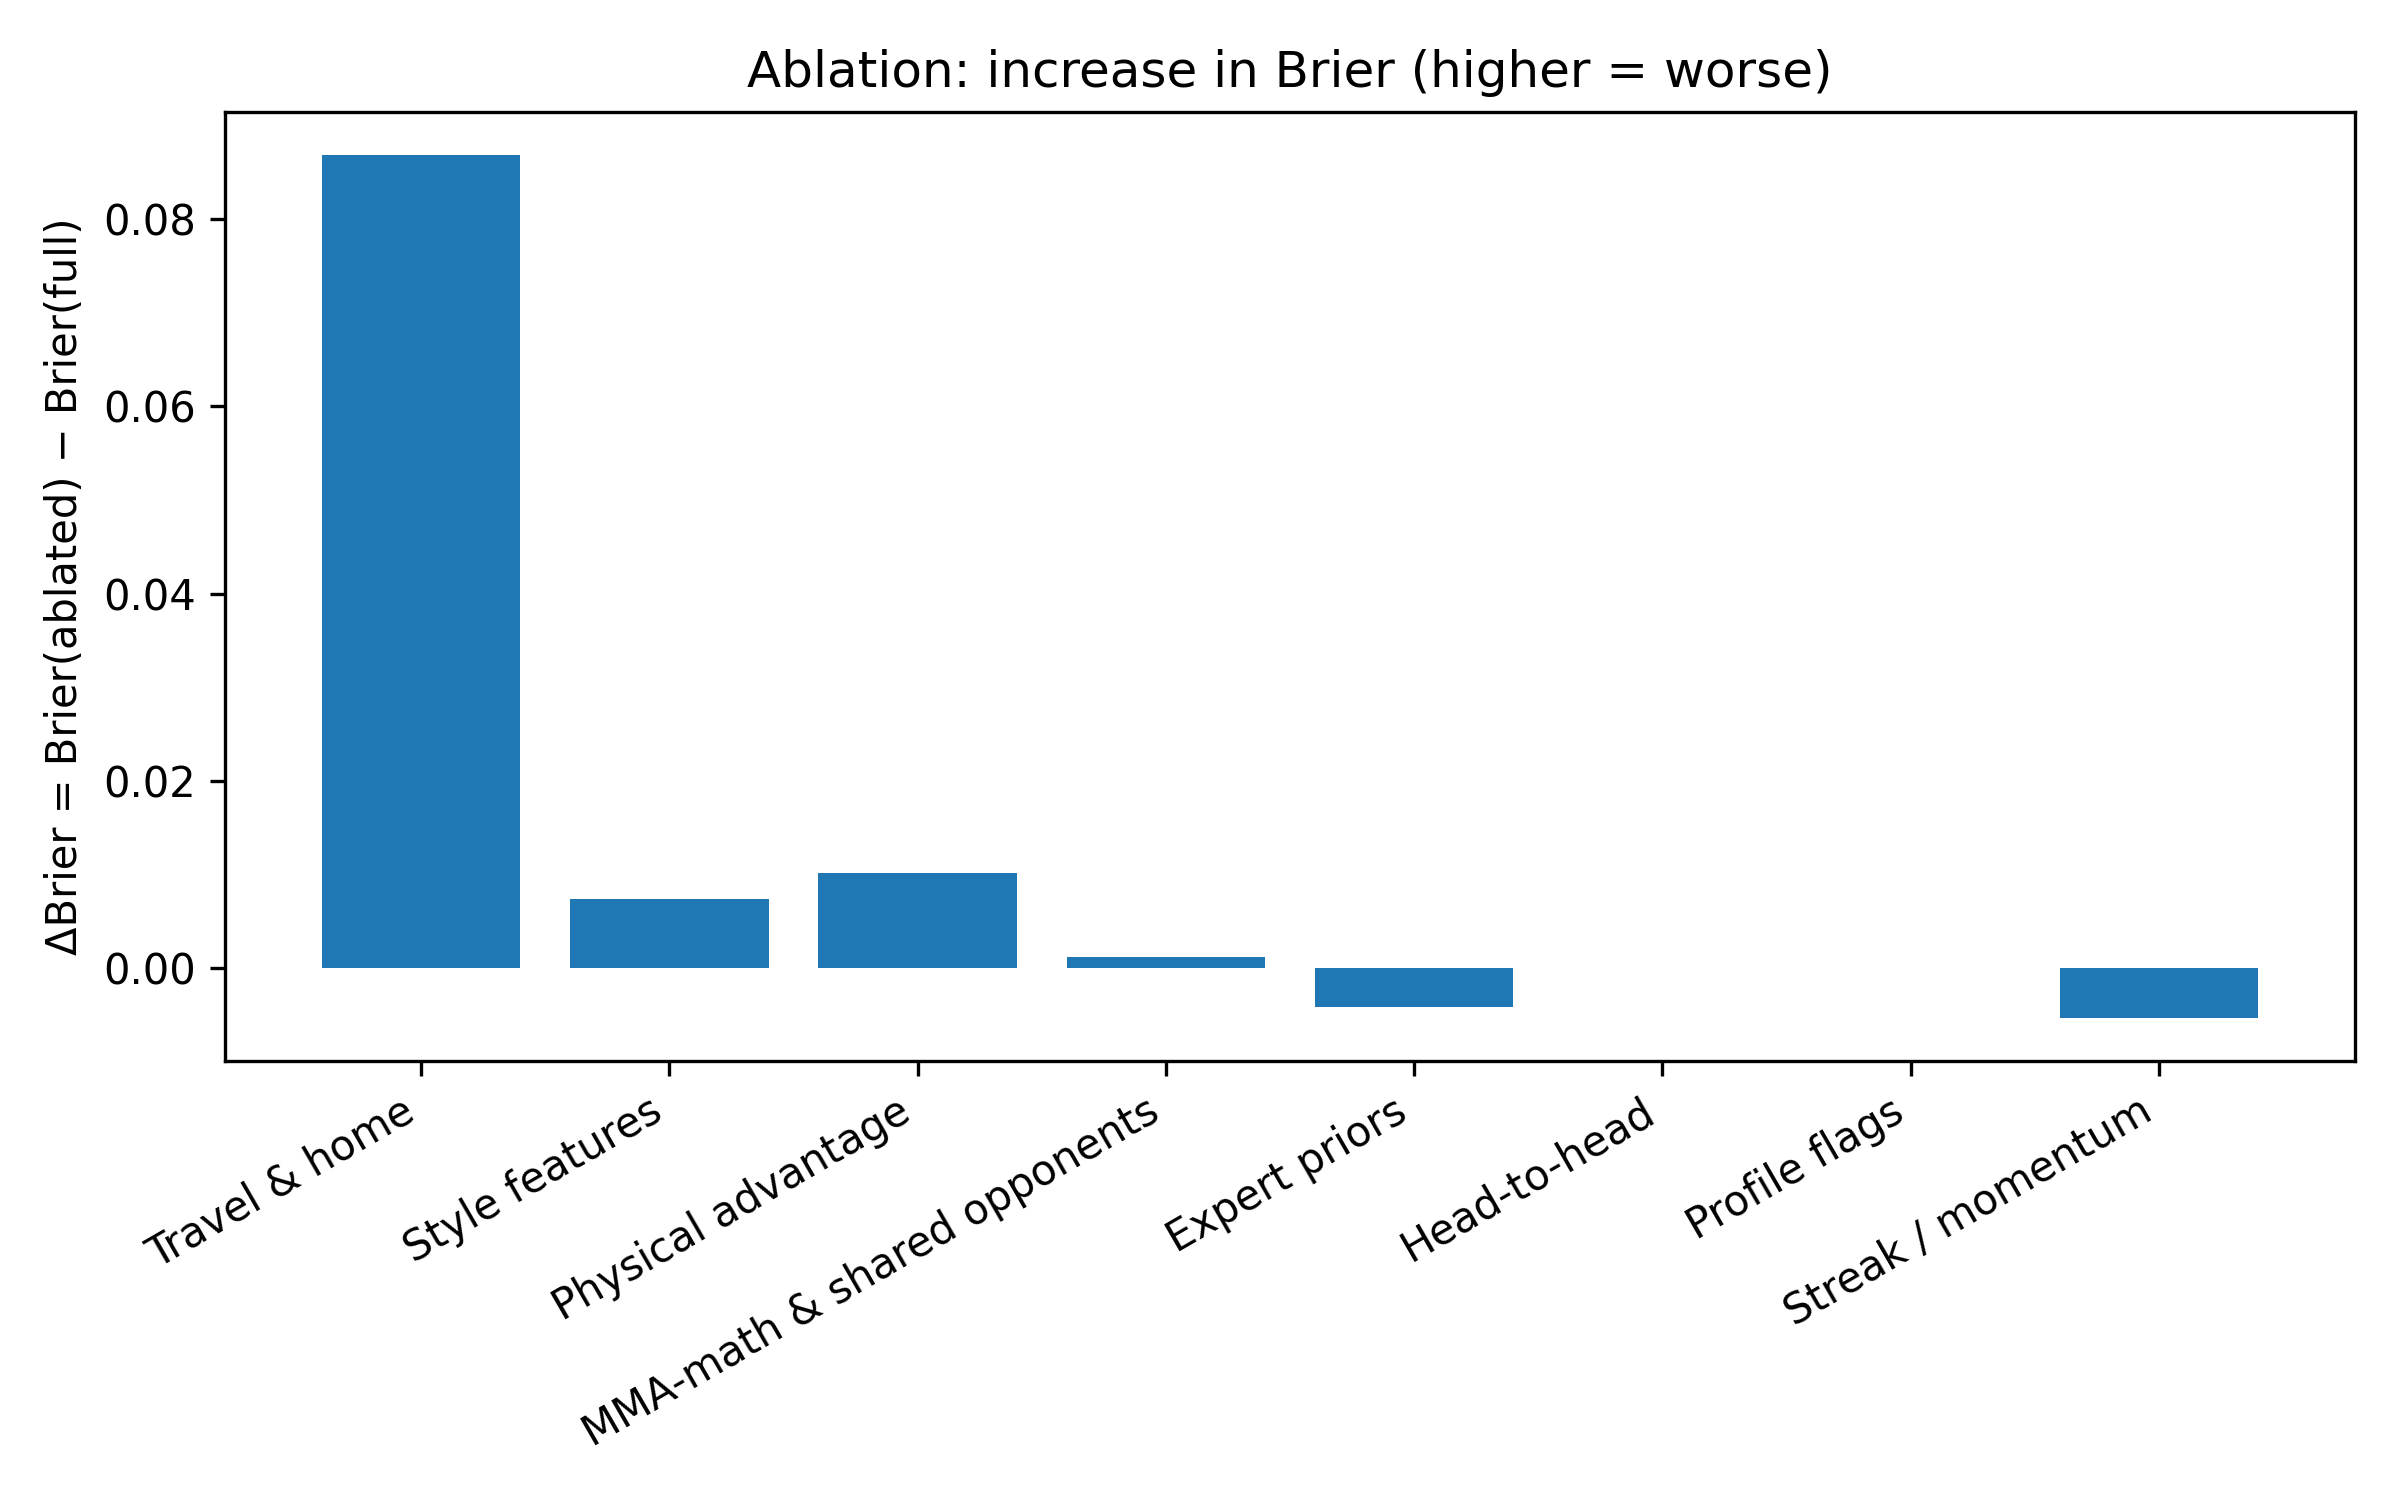 Ablation: increase in Brier (higher = worse)
ΔBrier = Brier(ablated) − Brier(full)
0.08
0.06
0.04
0.02
0.00
Travel & home
Style features
Physical advantage
MMA-math & shared opponents
Expert priors
Head-to-head
Profile flags
Streak / momentum